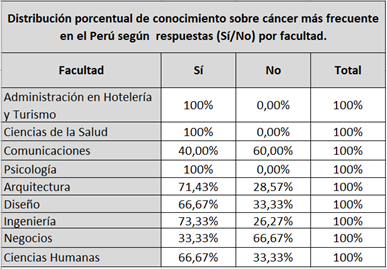 Distribución porcentual de conocimiento sobre cáncer más frecuente
en el Perú según respuestas (Sí/No) por facultad.
Facultad Sí No Total
Administración en Hotelería
y Turismo 100% 0,00% 100%
Ciencias de la Salud 100% 0,00% 100%
Comunicaciones 40,00% 60,00% 100%
Psicología 100% 0,00% 100%
Arquitectura 71,43% 28,57% 100%
Diseño 66,67% 33,33% 100%
Ingeniería 73,33% 26,27% 100%
Negocios 33,33% 66,67% 100%
Ciencias Humanas 66,67% 33,33% 100%